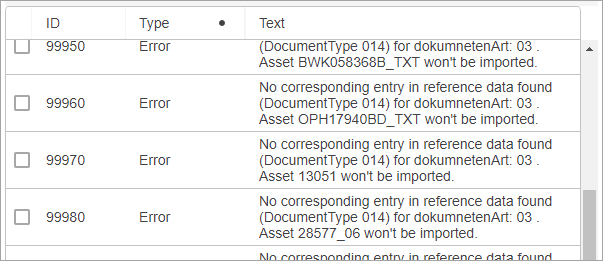 ID Type Text
99950 Error (DocumentType 014) for dokumnetenArt: 03 .
Asset BWK058368B_TXT won't be imported.
No corresponding entry in reference data found
99960 Error (DocumentType 014) for dokumnetenArt: 03 .
Asset OPH17940BD_TXT won't be imported.
No corresponding entry in reference data found
99970 Error (DocumentType 014) for dokumnetenArt: 03 .
Asset 13051 won't be imported.
No corresponding entry in reference data found
99980 Error (DocumentType 014) for dokumnetenArt: 03 .
Asset 28577_06 won't be imported.
No corresponding entry in reference data found